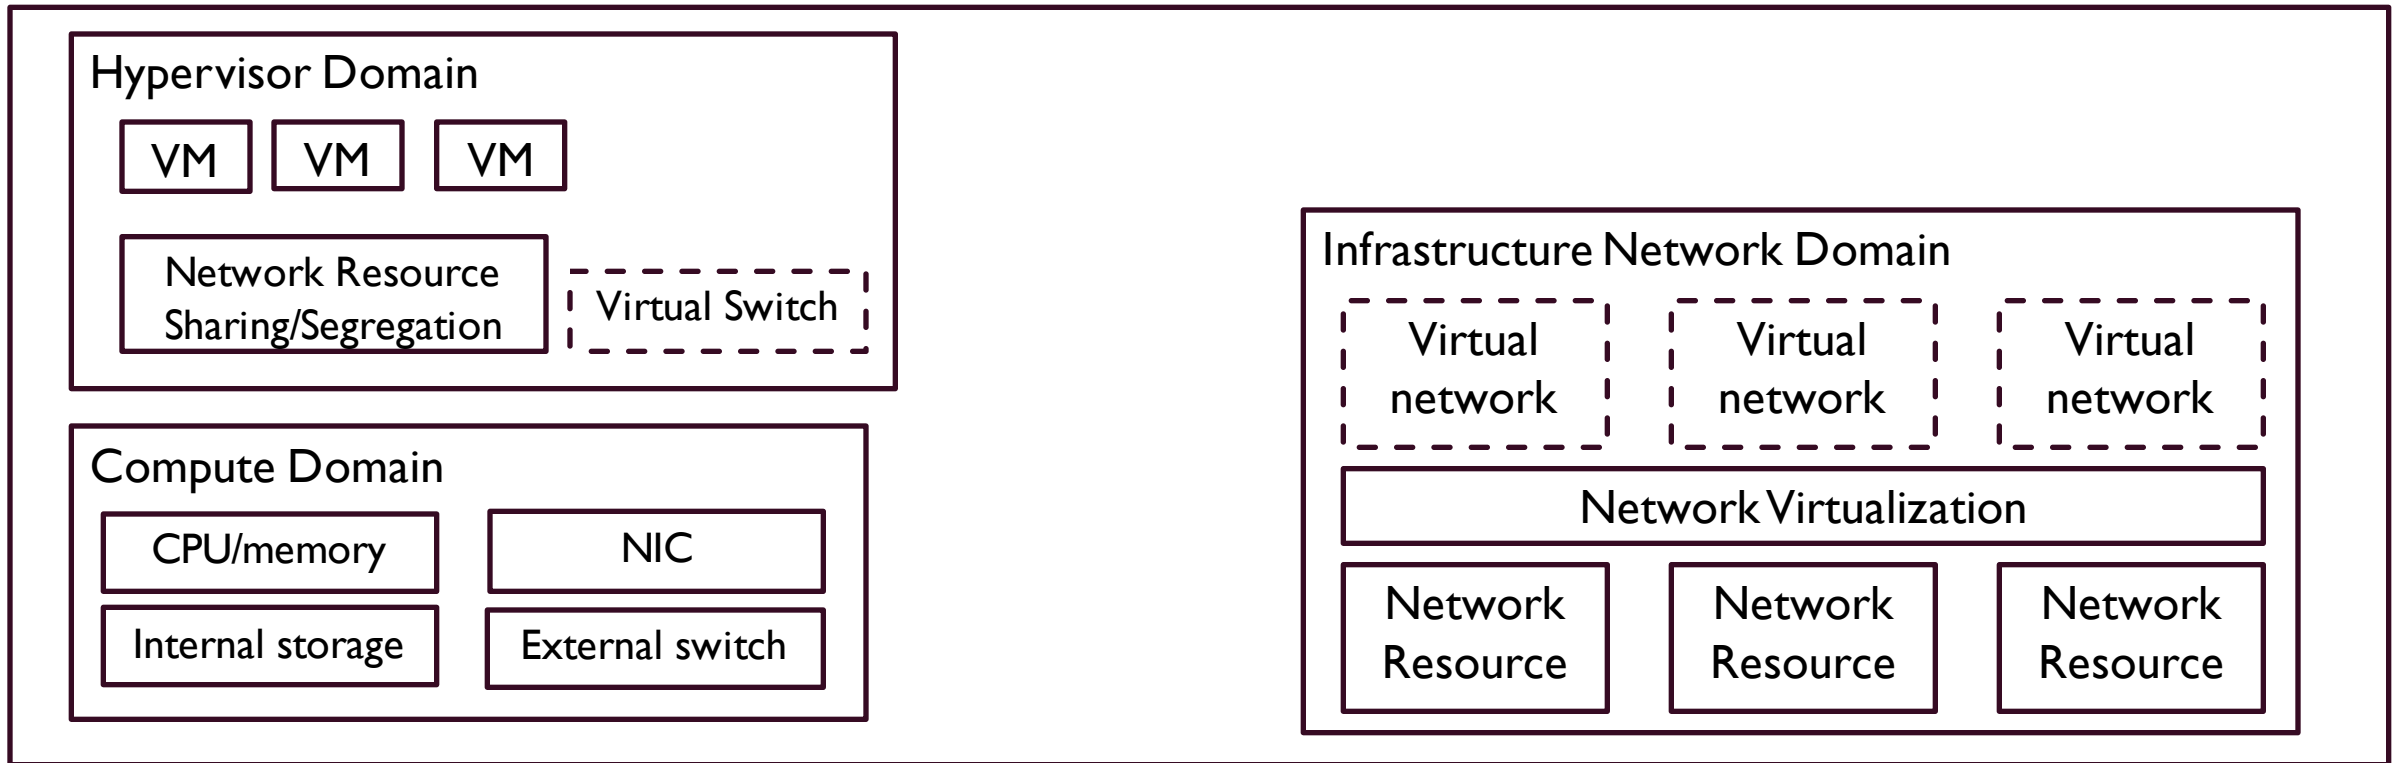 Hypervisor Domain
VM
VM
VM
Network Resource
Sharing/Segregation
Virtual Switch
Compute Domain
CPU/memory
NIC
Internal storage
External switch
Infrastructure Network Domain
Virtual
network
Virtual
network
Virtual
network
Network Virtualization
Network
Resource
Network
Resource
Network
Resource